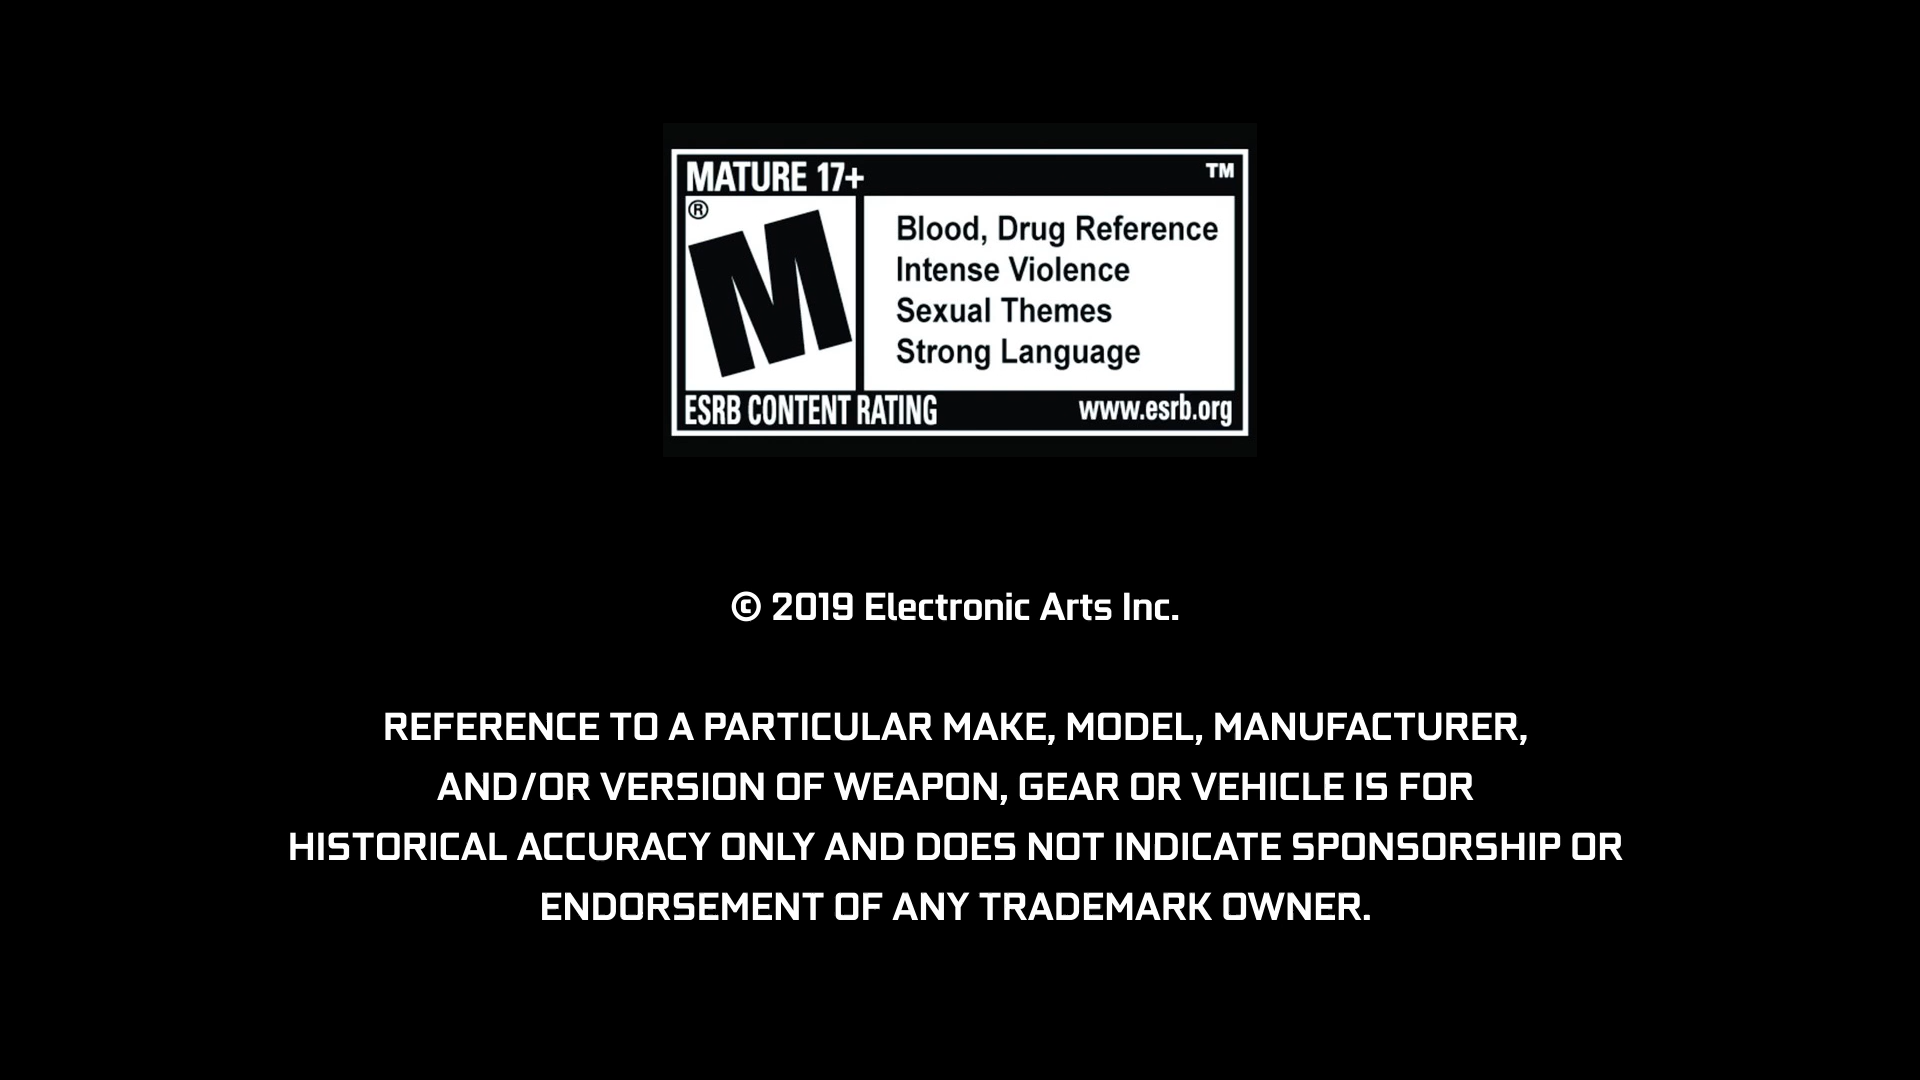 MATURE 17+
™
®
M
Blood, Drug Reference
Intense Violence
Sexual Themes
Strong Language
ESRB CONTENT RATING
www.esrb.org
© 2019 Electronic Arts Inc.
REFERENCE TO A PARTICULAR MAKE, MODEL, MANUFACTURER,
AND/OR VERSION OF WEAPON, GEAR OR VEHICLE IS FOR
HISTORICAL ACCURACY ONLY AND DOES NOT INDICATE SPONSORSHIP OR
ENDORSEMENT OF ANY TRADEMARK OWNER.